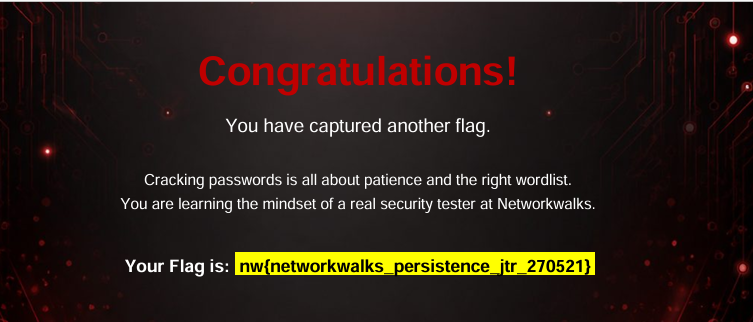 Congratulations!
You have captured another flag.
Cracking passwords is all about patience and the right wordlist.
You are learning the mindset of a real security tester at Networkwalks.
Your Flag is: nw{networkwalks_persistence_jtr_270521}